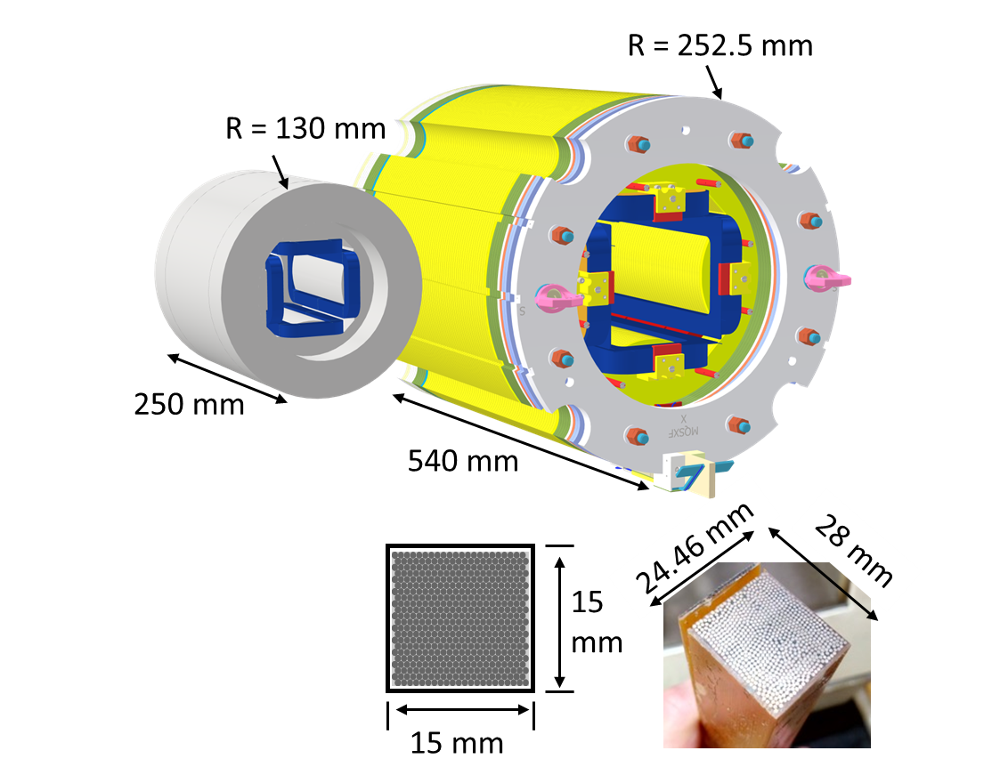 R = 252.5 mm
R = 130 mm
250 mm
540 mm
S
X
MQSXF
24.46 mm
28 mm
15
mm
15 mm